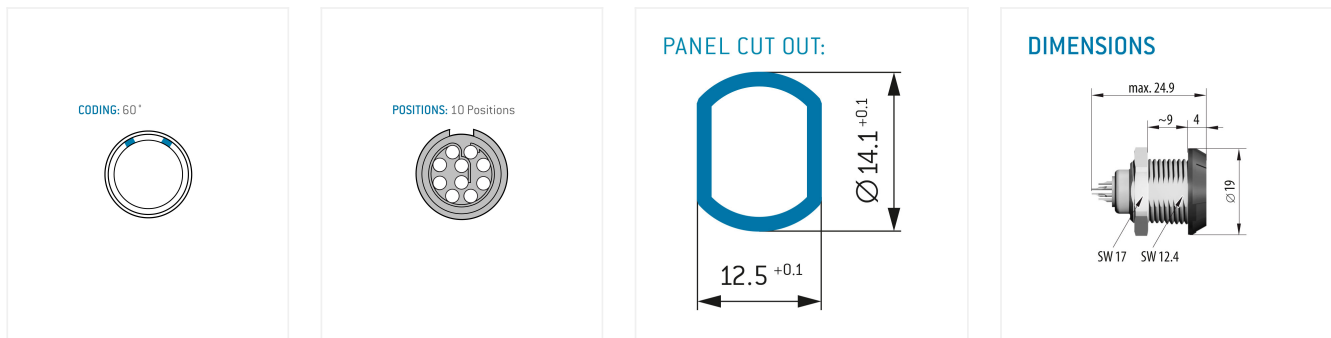 CODING: 60°
POSITIONS: 10 Positions
PANEL CUT OUT:
Ø 14.1 +0.1
12.5 +0.1
DIMENSIONS
max. 24.9
~9
4
Ø 19
SW 17
SW 12.4